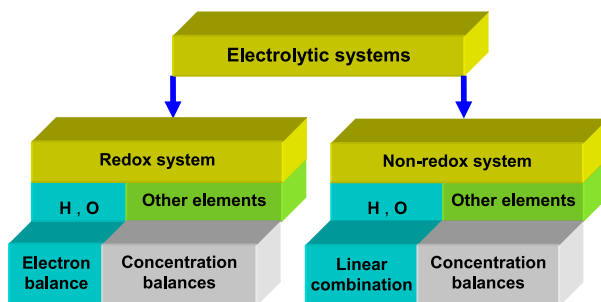 Electrolytic systems
Redox system
H , O
Other elements
Electron
balance
Concentration
balances
Non-redox system
H , O
Other elements
Linear
combination
Concentration
balances